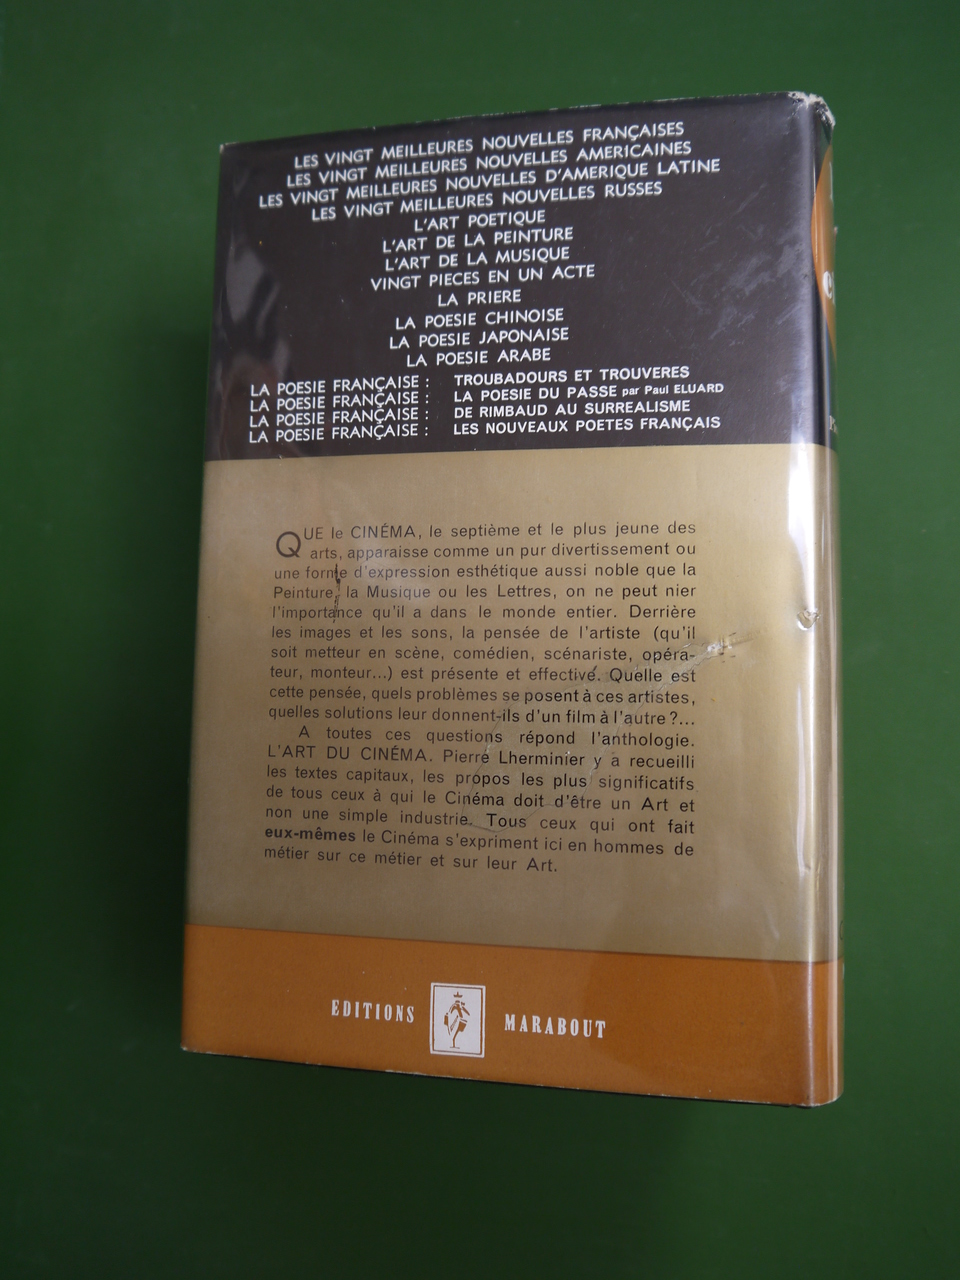 LES VINGT MEILLEURES NOUVELLES FRANÇAISES
LES VINGT MEILLEURES NOUVELLES AMERICAINES
LES VINGT MEILLEURES NOUVELLES D'AMERIQUE LATINE
LES VINGT MEILLEURES NOUVELLES RUSSES
L'ART POETIQUE
L'ART DE LA PEINTURE
L'ART DE LA MUSIQUE
VINGT PIECES EN UN ACTE
LA PRIERE
LA POESIE CHINOISE
LA POESIE JAPONAISE
LA POESIE ARABE
LA POESIE FRANÇAISE : TROUBADOURS ET TROUVERES
LA POESIE FRANÇAISE : LA POESIE DU PASSE par Paul ELUARD
LA POESIE FRANÇAISE : DE RIMBAUD AU SURREALISME
LA POESIE FRANÇAISE : LES NOUVEAUX POETES FRANÇAIS
QUE le CINÉMA, le septième et le plus jeune des
arts, apparaisse comme un pur divertissement ou
une forme d'expression esthétique aussi noble que la
Peinture, la Musique ou les Lettres, on ne peut nier
l'importance qu'il a dans le monde entier. Derrière
les images et les sons, la pensée de l'artiste (qu'il
soit metteur en scène, comédien, scénariste, opéra-
teur, monteur...) est présente et effective. Quelle est
cette pensée, quels problèmes se posent à ces artistes,
quelles solutions leur donnent-ils d'un film à l'autre ?...
A toutes ces questions répond l'anthologie.
L'ART DU CINÉMA. Pierre Lherminier y a recueilli
les textes capitaux, les propos les plus significatifs
de tous ceux à qui le Cinéma doit d'être un Art et
non une simple industrie. Tous ceux qui ont fait
eux-mêmes le Cinéma s'expriment ici en hommes de
métier sur ce métier et sur leur Art.
EDITIONS MARABOUT